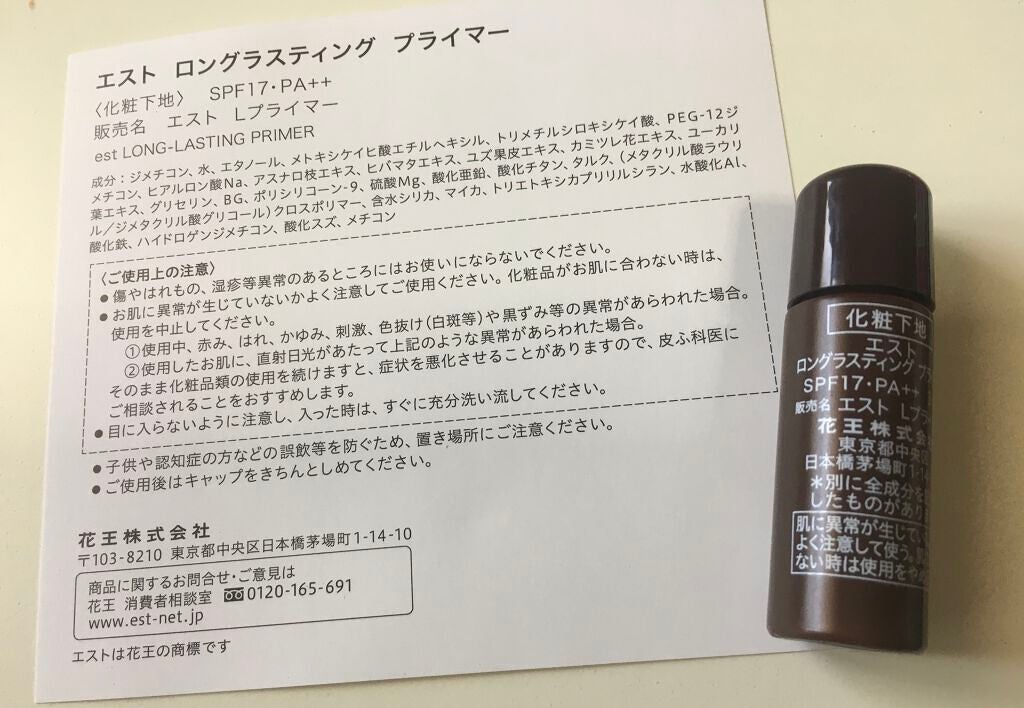 エスト ロングラスティング プライマー
〈化粧下地〉 SPF17・PA++
販売名 エスト Lプライマー
est LONG-LASTING PRIMER
成分：ジメチコン、水、エタノール、メトキシケイヒ酸エチルヘキシル、トリメチルシロキシケイ酸、PEG-12ジ
メチコン、ヒアルロン酸Na、アスナロ枝エキス、ヒバマタエキス、ユズ果皮エキス、カミツレ花エキス、ユーカリ
葉エキス、グリセリン、BG、ポリシリコーン-9、硫酸Mg、酸化亜鉛、酸化チタン、タルク、（メタクリル酸ラウリ
ル／ジメタクリル酸グリコール）クロスポリマー、含水シリカ、マイカ、トリエトキシカプリリルシラン、水酸化Al、
酸化鉄、ハイドロゲンジメチコン、酸化スズ、メチコン
〈ご使用上の注意〉
●傷やはれもの、湿疹等異常のあるところにはお使いにならないでください。
●お肌に異常が生じていないかよく注意してご使用ください。化粧品がお肌に合わない時は、
使用を中止してください。
①使用中、赤み、はれ、かゆみ、刺激、色抜け（白斑等）や黒ずみ等の異常があらわれた場合。
②使用したお肌に、直射日光があたって上記のような異常があらわれた場合。
そのまま化粧品類の使用を続けますと、症状を悪化させることがありますので、皮ふ科医に
ご相談されることをおすすめします。
●目に入らないように注意し、入った時は、すぐに充分洗い流してください。
●子供や認知症の方などの誤飲等を防ぐため、置き場所にご注意ください。
●ご使用後はキャップをきちんとしめてください。
花王株式会社
〒103-8210 東京都中央区日本橋茅場町1-14-10
商品に関するお問合せ・ご意見は
花王 消費者相談室 0120-165-691
www.est-net.jp
エストは花王の商標です
化粧下地
エスト
ロングラスティング プラ
SPF17・PA++
販売名 エスト Lプラ
花王株式会
東京都中央区
日本橋茅場町1-1
＊別に全成分を
したものがあり
肌に異常が生じてい
よく注意して使う。
ない時は使用をやめ